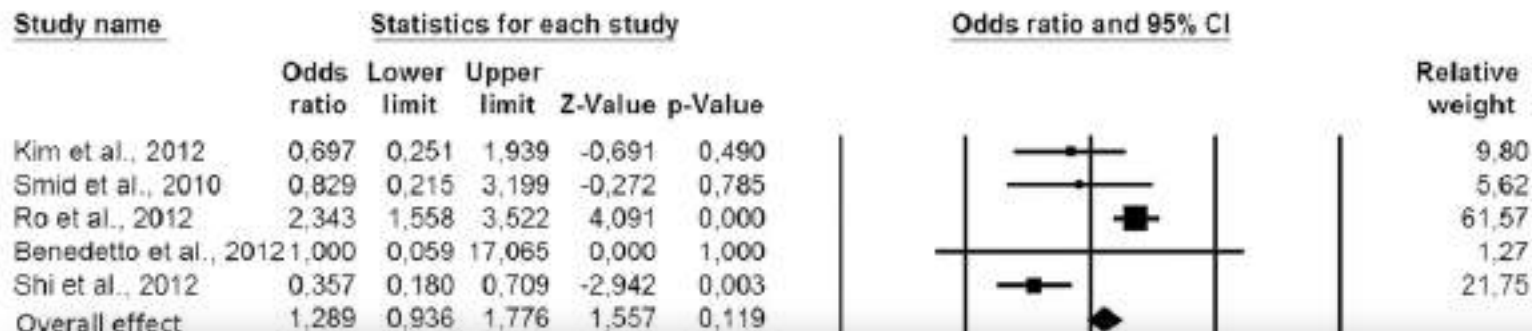 Study name Statistics for each study Odds ratio and 95% CI
Odds Lower Upper Relative
ratio limit limit Z-Value p-Value weight
Kim et al., 2012 0,697 0,251 1,939 -0,691 0,490 9,80
Smid et al., 2010 0,829 0,215 3,199 -0,272 0,785 5,62
Ro et al., 2012 2,343 1,558 3,522 4,091 0,000 61,57
Benedetto et al., 2012 1,000 0,059 17,065 0,000 1,000 1,27
Shi et al., 2012 0,357 0,180 0,709 -2,942 0,003 21,75
Overall effect 1,289 0,936 1,776 1,557 0,119